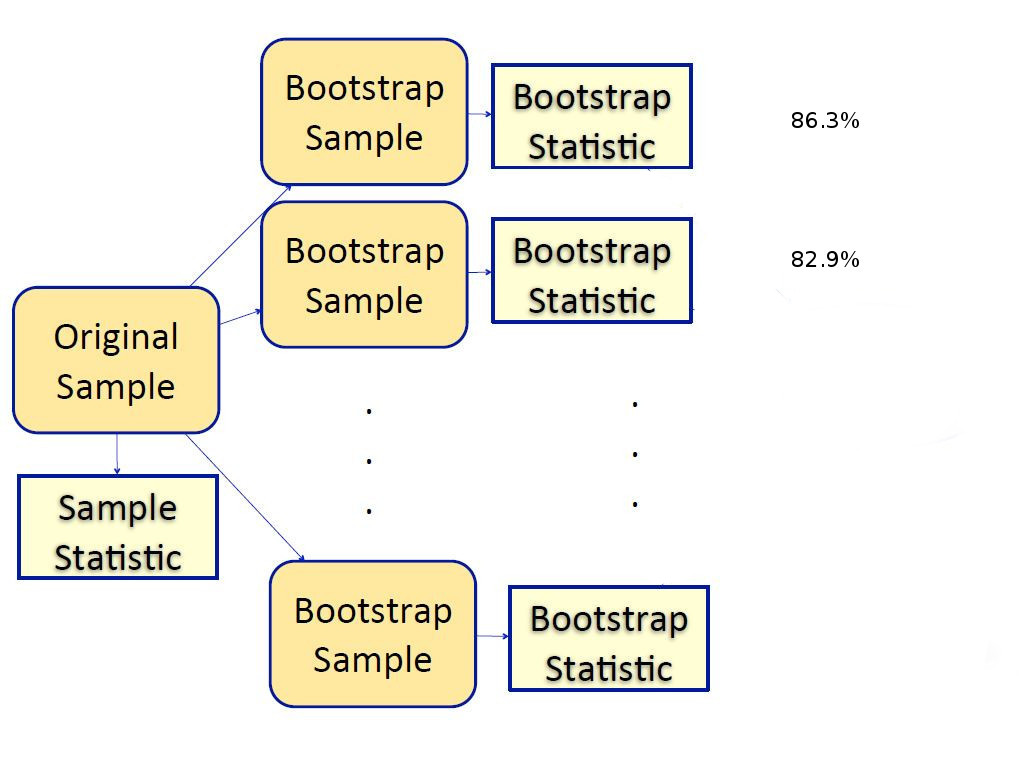 Bootstrap
Sample
Bootstrap
Statistic
86.3%
Bootstrap
Sample
Bootstrap
Statistic
82.9%
Original
Sample
Sample
Statistic
. .
. .
. .
Bootstrap
Sample
Bootstrap
Statistic